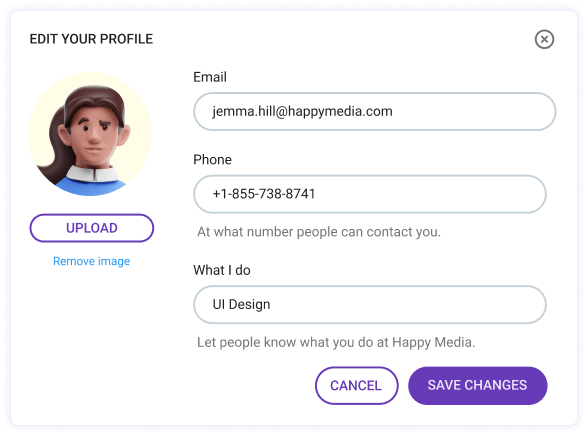 EDIT YOUR PROFILE
Email
jemma.hill@happymedia.com
Phone
+1-855-738-8741
At what number people can contact you.
UPLOAD
Remove image
What I do
UI Design
Let people know what you do at Happy Media.
CANCEL
SAVE CHANGES